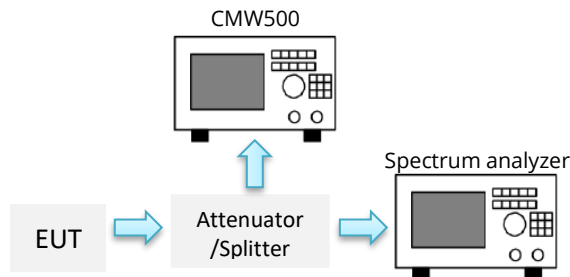 CMW500
Spectrum analyzer
EUT
Attenuator
/Splitter